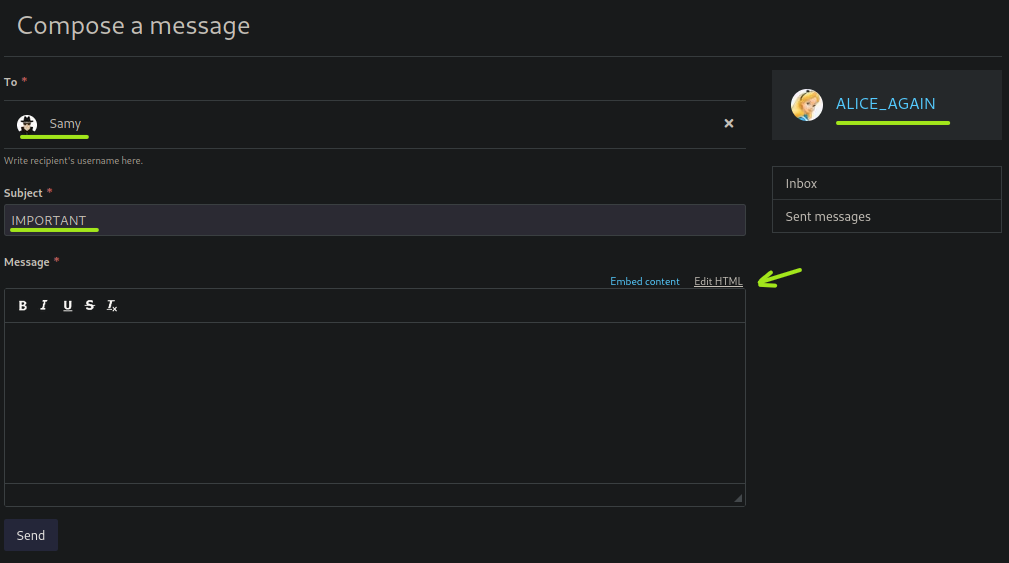 Compose a message
To *
Samy ×
Write recipient's username here.
Subject *
IMPORTANT
Message *
Embed content Edit HTML
B I U S Tx
Send
ALICE_AGAIN
Inbox
Sent messages